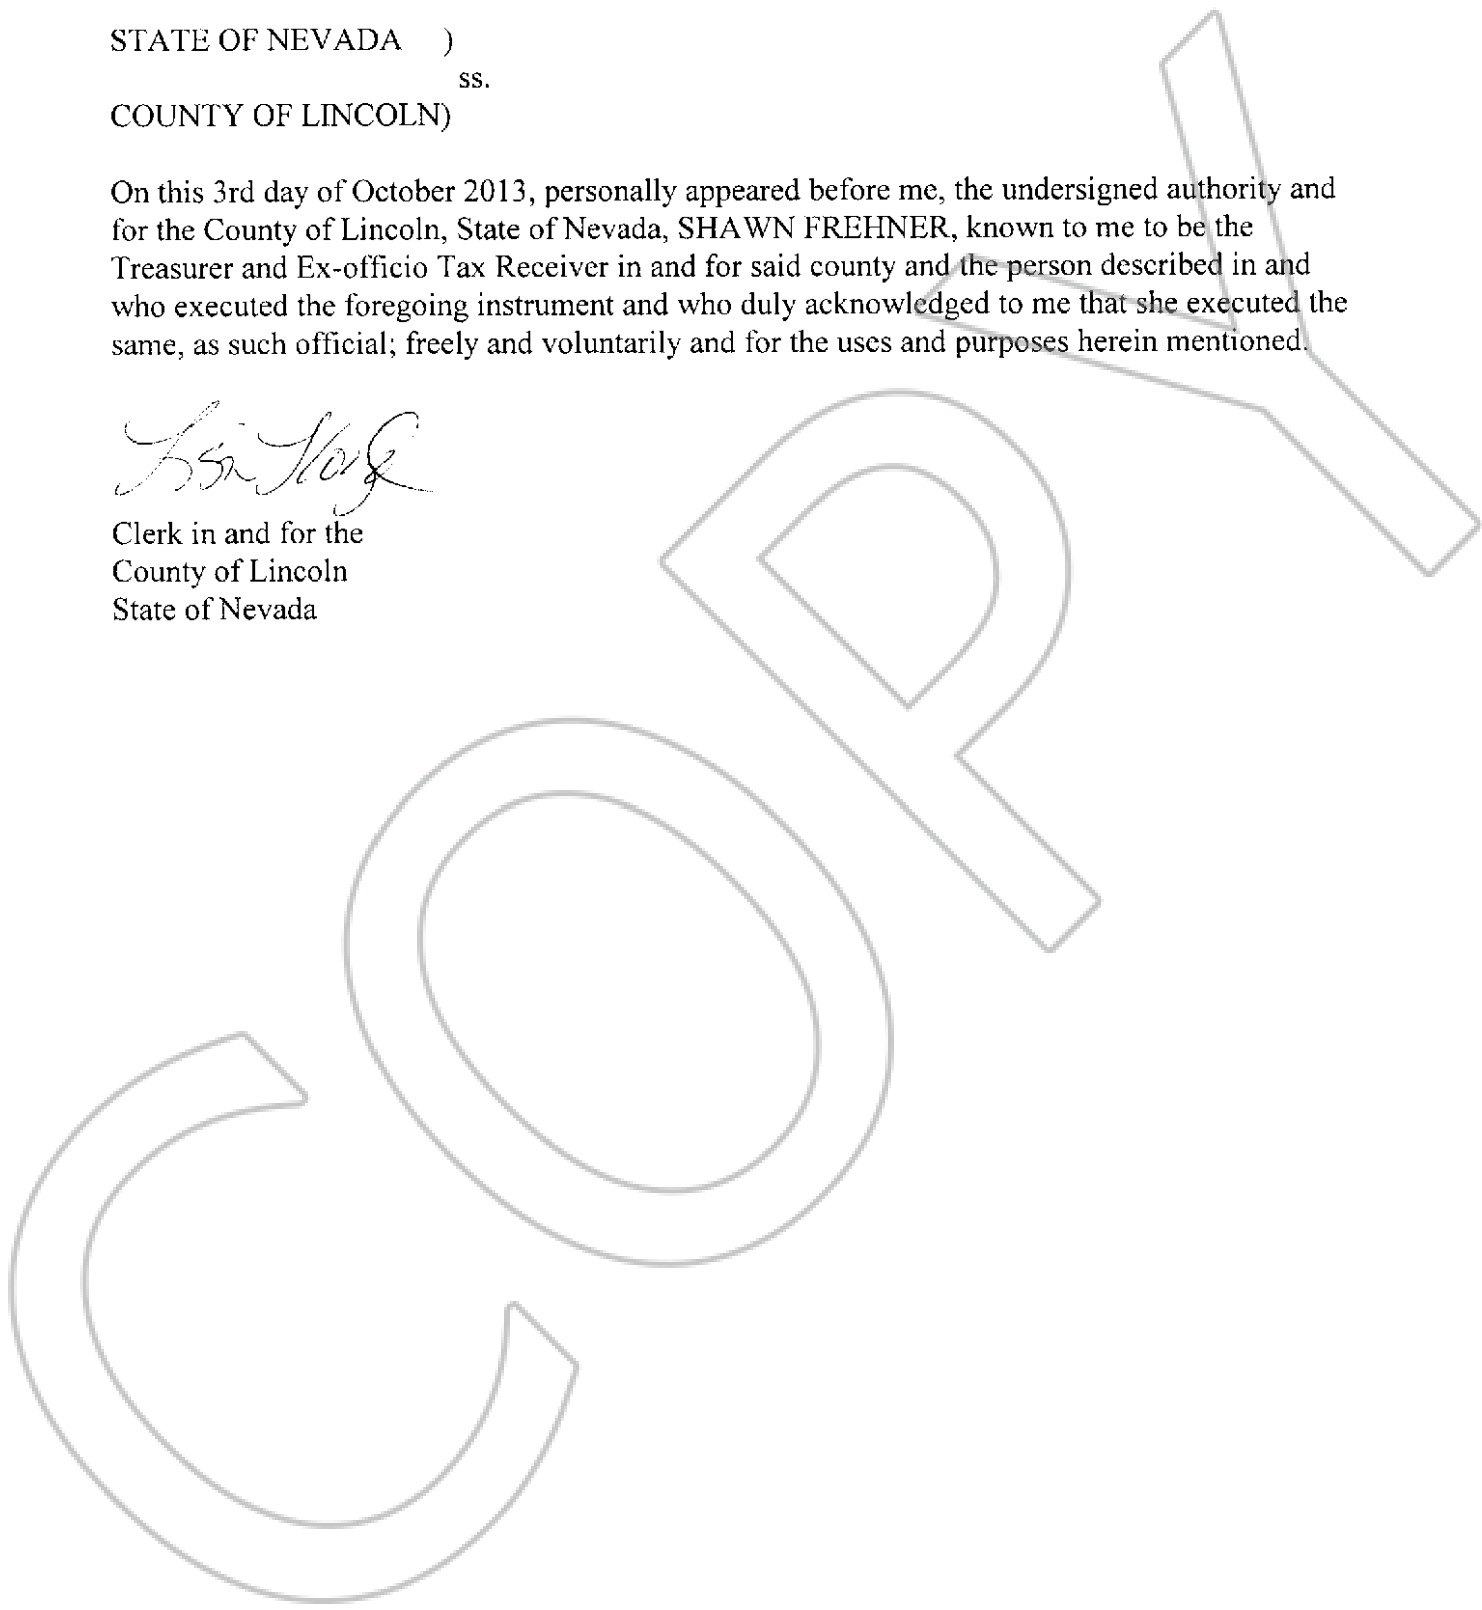 STATE OF NEVADA )
ss.
COUNTY OF LINCOLN)
On this 3rd day of October 2013, personally appeared before me, the undersigned authority and
for the County of Lincoln, State of Nevada, SHAWN FREHNER, known to me to be the
Treasurer and Ex-officio Tax Receiver in and for said county and the person described in and
who executed the foregoing instrument and who duly acknowledged to me that she executed the
same, as such official; freely and voluntarily and for the uses and purposes herein mentioned.
Lisa
Clerk in and for the
County of Lincoln
State of Nevada
COPY